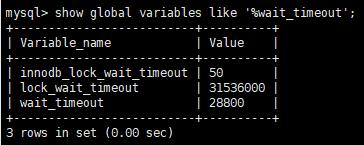 mysql> show global variables like '%wait_timeout';
+--------------------------+----------+
| Variable_name            | Value    |
+--------------------------+----------+
| innodb_lock_wait_timeout | 50       |
| lock_wait_timeout        | 31536000 |
| wait_timeout             | 28800    |
+--------------------------+----------+
3 rows in set (0.00 sec)